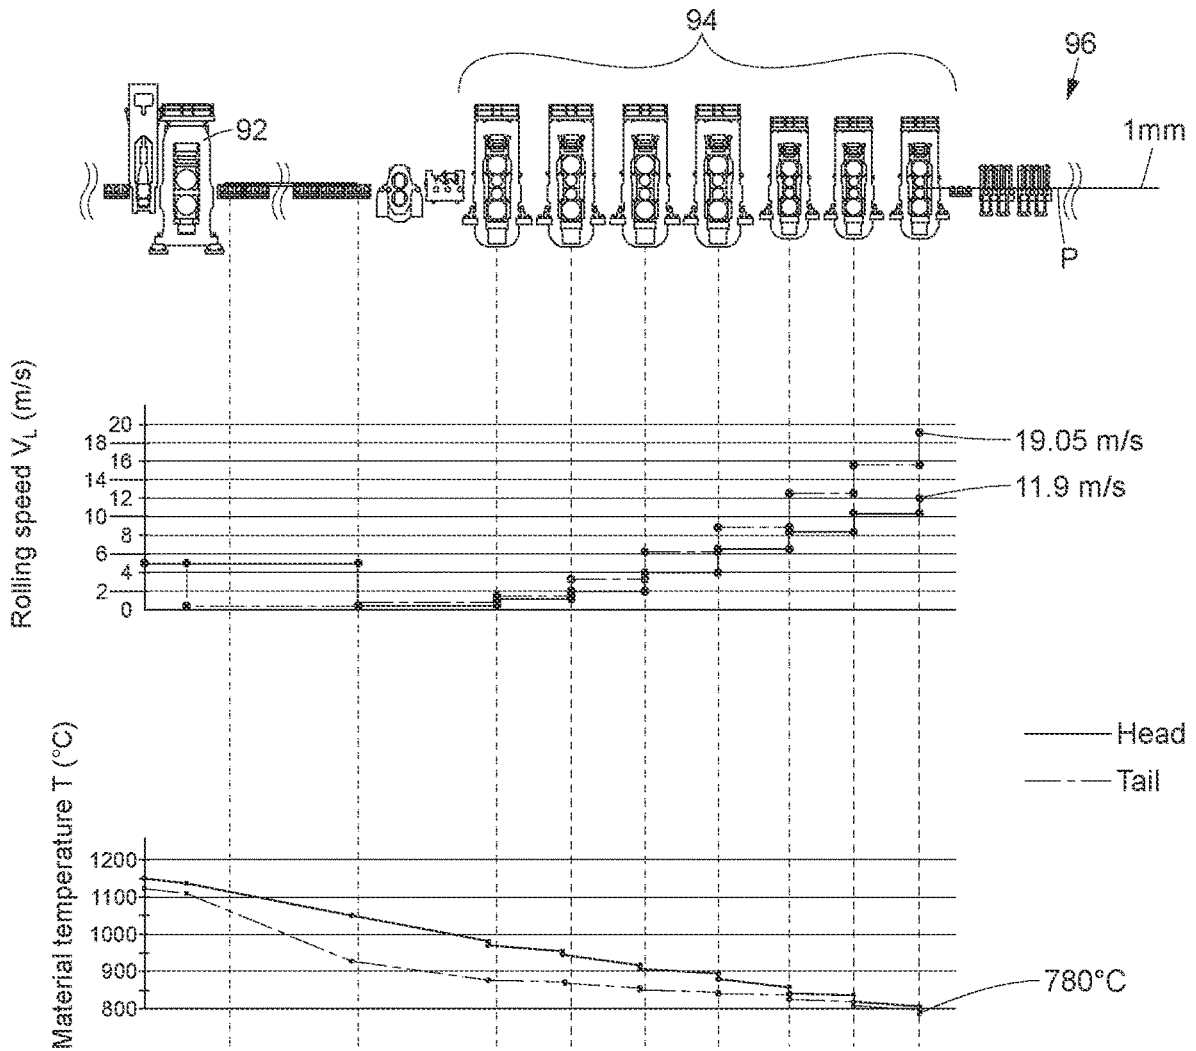 94
96
92
1mm
P
Rolling speed V_L (m/s)
20
18
16
14
12
10
8
6
4
2
0
19.05 m/s
11.9 m/s
Head
Tail
Material temperature T (°C)
1200
1100
1000
900
800
780°C